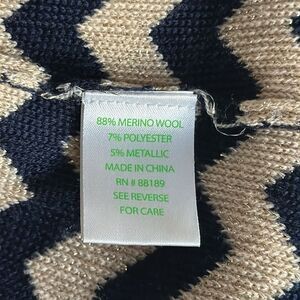 88% MERINO WOOL
7% POLYESTER
5% METALLIC
MADE IN CHINA
RN # 88189
SEE REVERSE
FOR CARE